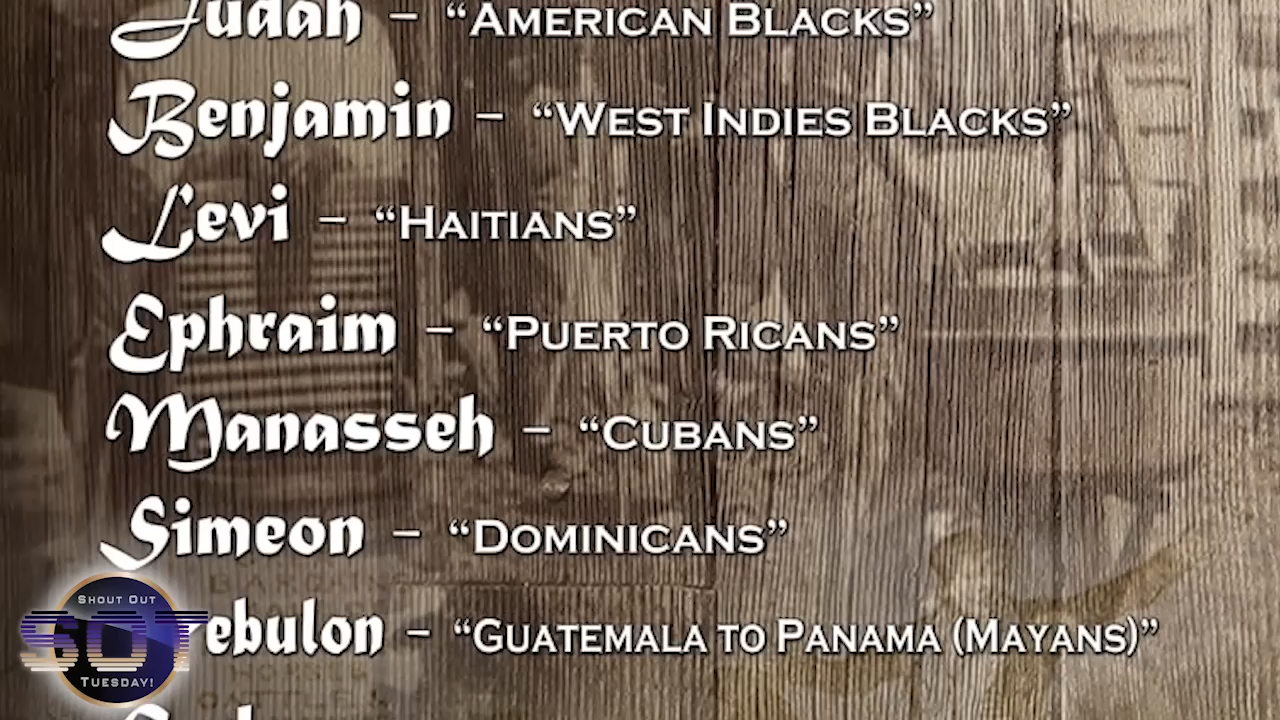 Judah – “American Blacks”
Benjamin – “West Indies Blacks”
Levi – “Haitians”
Ephraim – “Puerto Ricans”
Manasseh – “Cubans”
Simeon – “Dominicans”
ebulon – “Guatemala to Panama (Mayans)”
Shout Out
SOT
Tuesday!